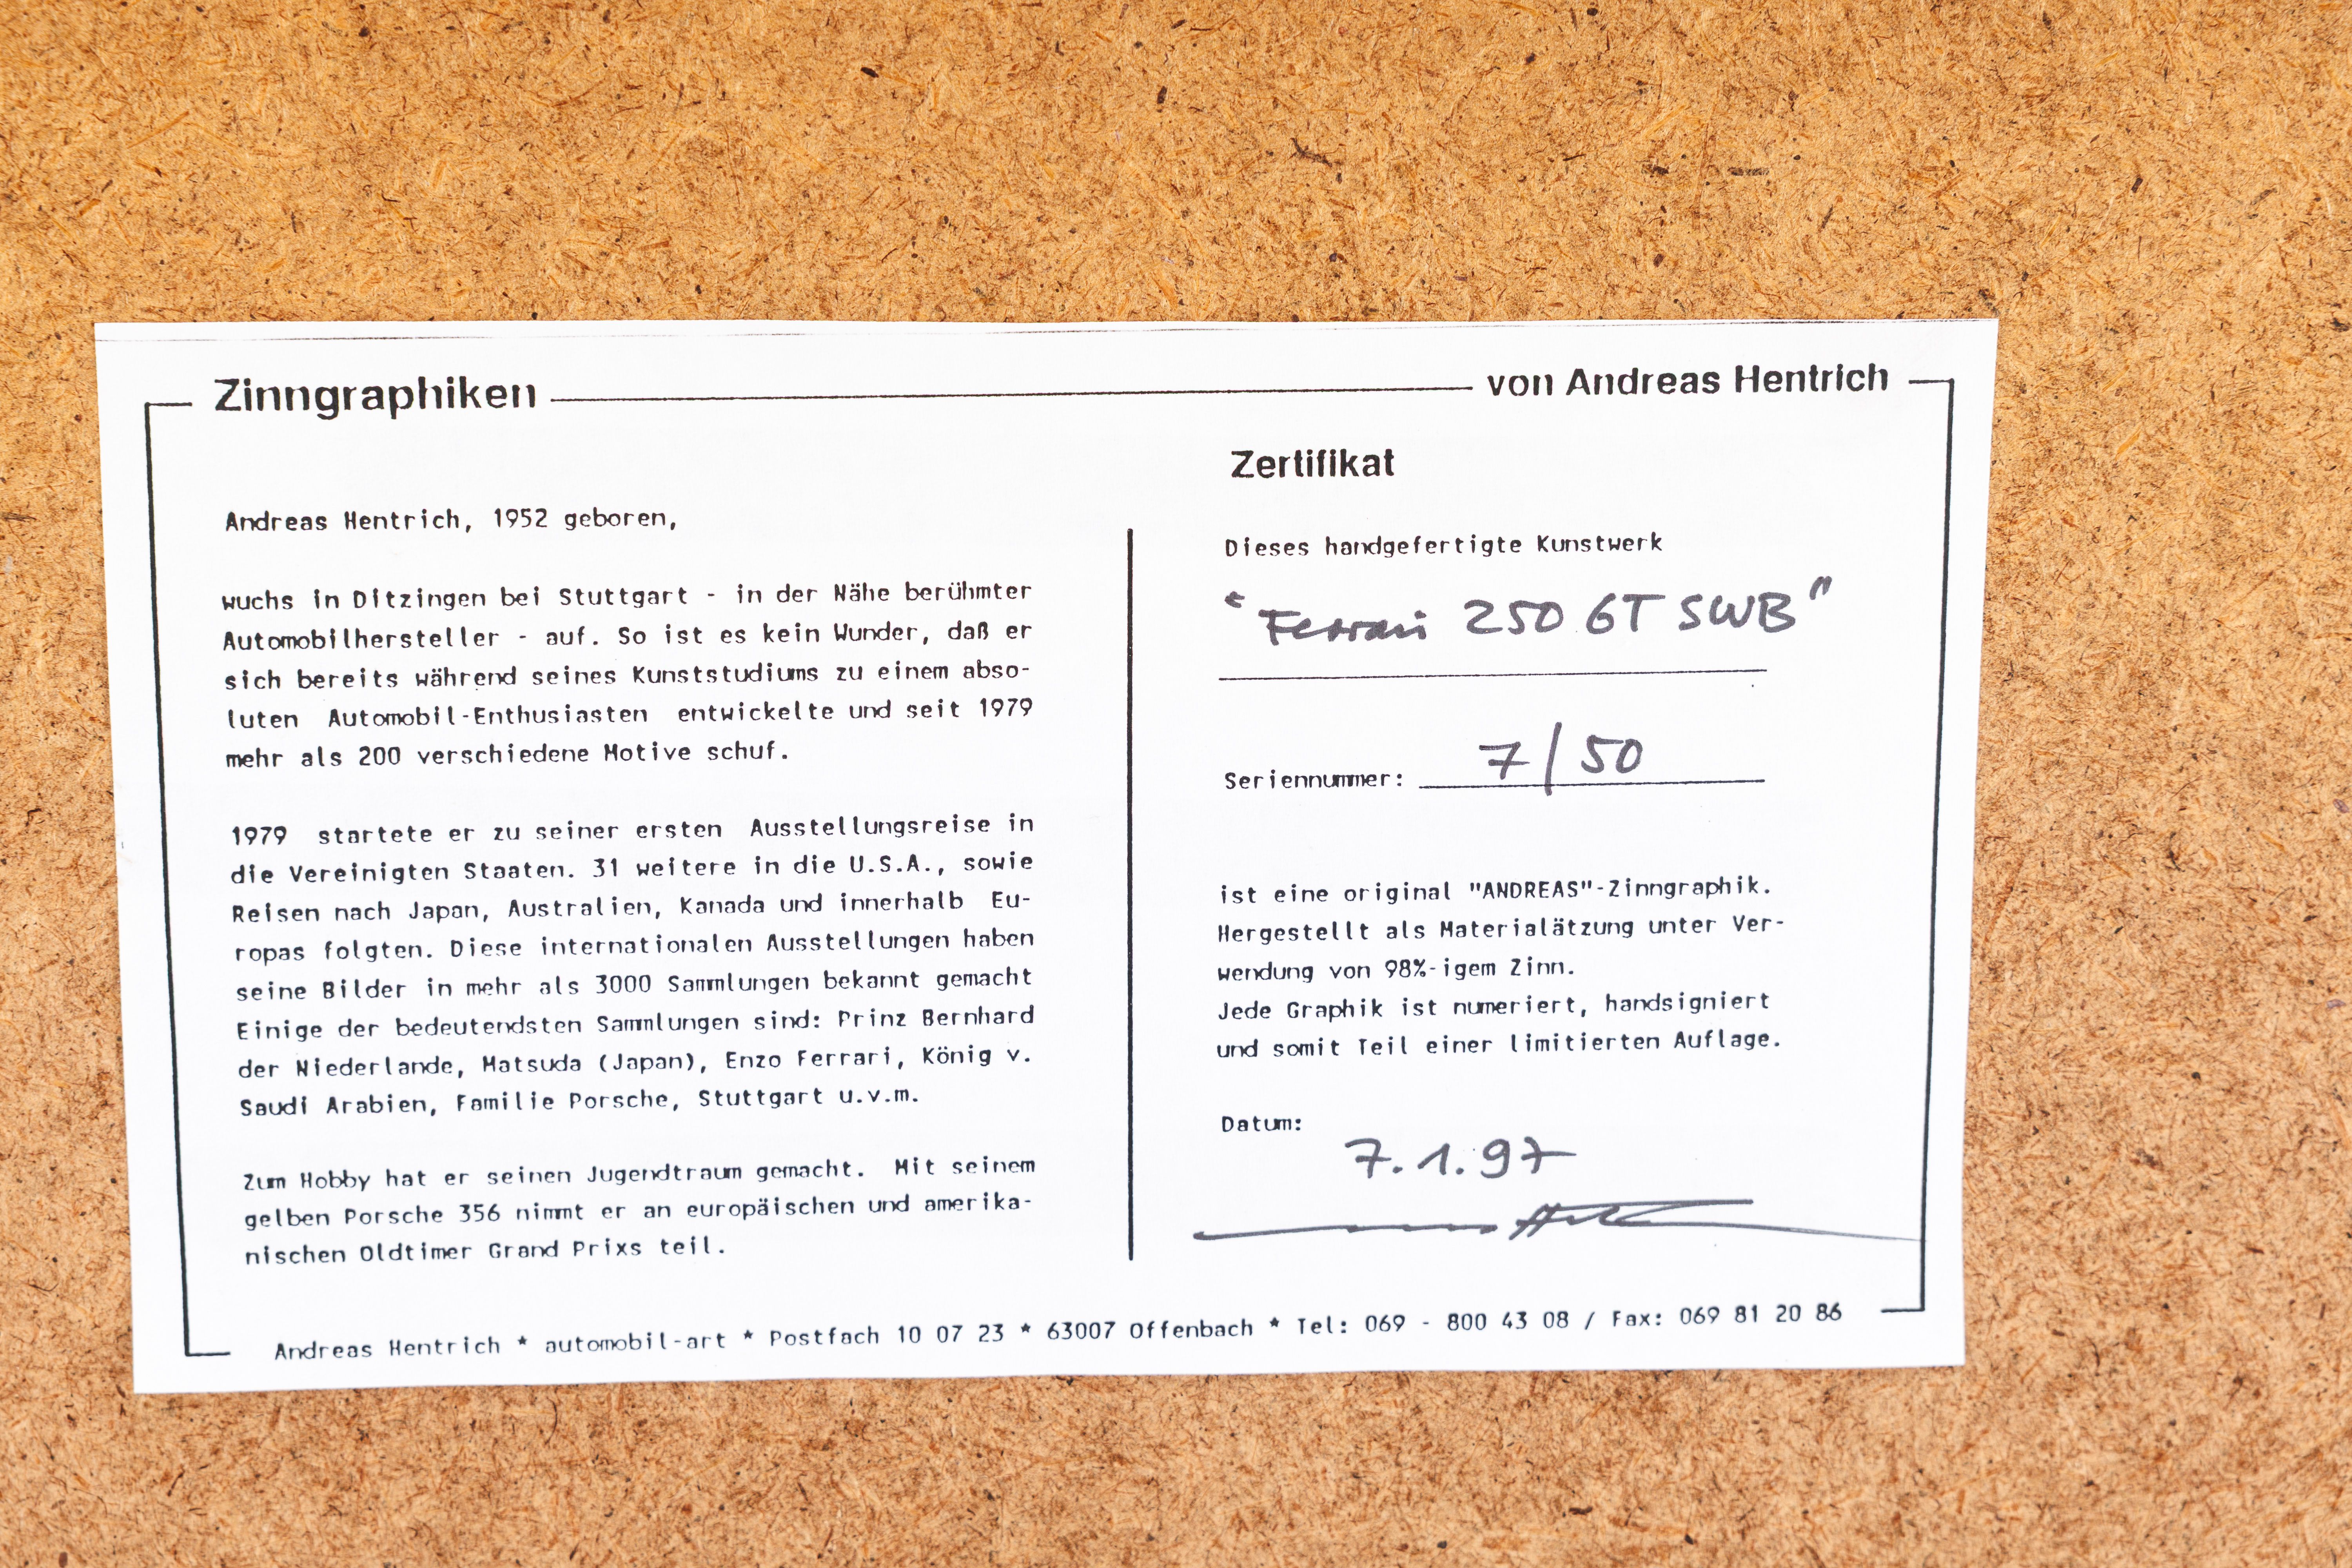 Zinngraphiken von Andreas Hentrich
Andreas Hentrich, 1952 geboren,
wuchs in Ditzingen bei Stuttgart - in der Nähe berühmter
Automobilhersteller - auf. So ist es kein Wunder, daß er
sich bereits während seines Kunststudiums zu einem abso-
luten Automobil-Enthusiasten entwickelte und seit 1979
mehr als 200 verschiedene Motive schuf.
1979 startete er zu seiner ersten Ausstellungsreise in
die Vereinigten Staaten. 31 weitere in die U.S.A., sowie
Reisen nach Japan, Australien, Kanada und innerhalb Eu-
ropas folgten. Diese internationalen Ausstellungen haben
seine Bilder in mehr als 3000 Sammlungen bekannt gemacht
Einige der bedeutendsten Sammlungen sind: Prinz Bernhard
der Niederlande, Matsuda (Japan), Enzo Ferrari, König v.
Saudi Arabien, Familie Porsche, Stuttgart u.v.m.
Zum Hobby hat er seinen Jugendtraum gemacht. Mit seinem
gelben Porsche 356 nimmt er an europäischen und amerika-
nischen Oldtimer Grand Prixs teil.
Zertifikat
Dieses handgefertigte Kunstwerk
"Ferrari 250 GT SWB"
Seriennummer: 7/50
ist eine original "ANDREAS"-Zinngraphik.
Hergestellt als Materialätzung unter Ver-
wendung von 98%-igem Zinn.
Jede Graphik ist numeriert, handsigniert
und somit Teil einer limitierten Auflage.
Datum:
7.1.97
Andreas Hentrich * automobil-art * Postfach 10 07 23 * 63007 Offenbach * Tel: 069 - 800 43 08 / Fax: 069 81 20 86